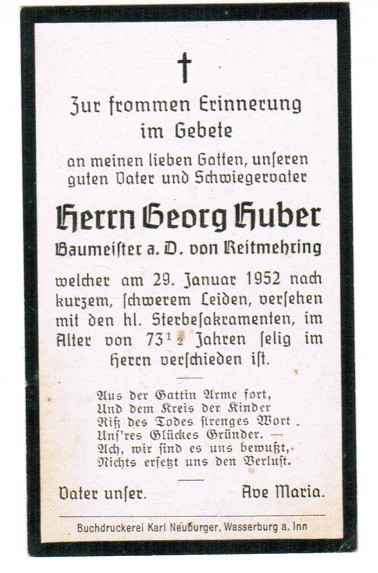 Zur frommen Erinnerung
im Gebete
an meinen lieben Gatten, unseren
guten Vater und Schwiegervater
Herrn Georg Huber
Baumeister a. D. von Reitmehring
welcher am 29. Januar 1952 nach
kurzem, schwerem Leiden, versehen
mit den hl. Sterbesakramenten, im
Alter von 73 1/2 Jahren selig im
Herrn verschieden ist.
Aus der Gattin Arme fort,
Und dem Kreis der Kinder
Riß des Todes strenges Wort
Uns'res Glückes Gründer. —
Ach, wir sind es uns bewußt,
Nichts ersetzt uns den Verlust.
Vater unser. Ave Maria.
Buchdruckerei Karl Neuburger, Wasserburg a. Inn